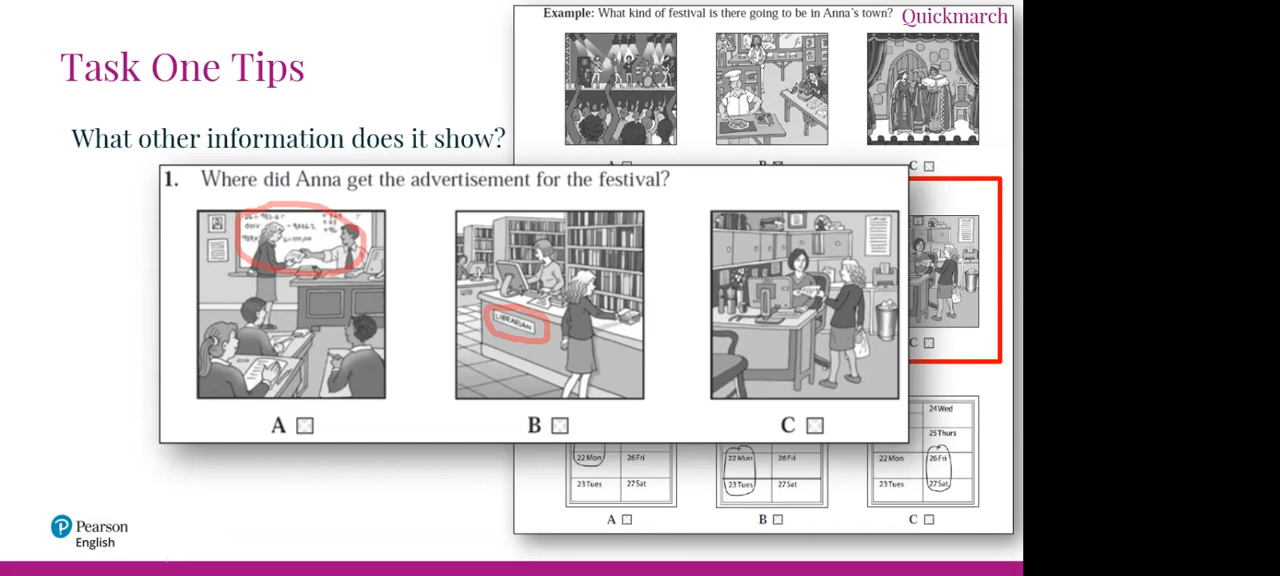 Task One Tips
What other information does it show?
Example: What kind of festival is there going to be in Anna's town?
Quickmarch
C
1. Where did Anna get the advertisement for the festival?
LIBRARIAN
A
B
C
C
24 Wed
25 Thurs
22 Mon 26 Fri
23 Tues 27 Sat
22 Mon 26 Fri
23 Tues 27 Sat
22 Mon 26 Fri
23 Tues 27 Sat
A
B
C
Pearson
English